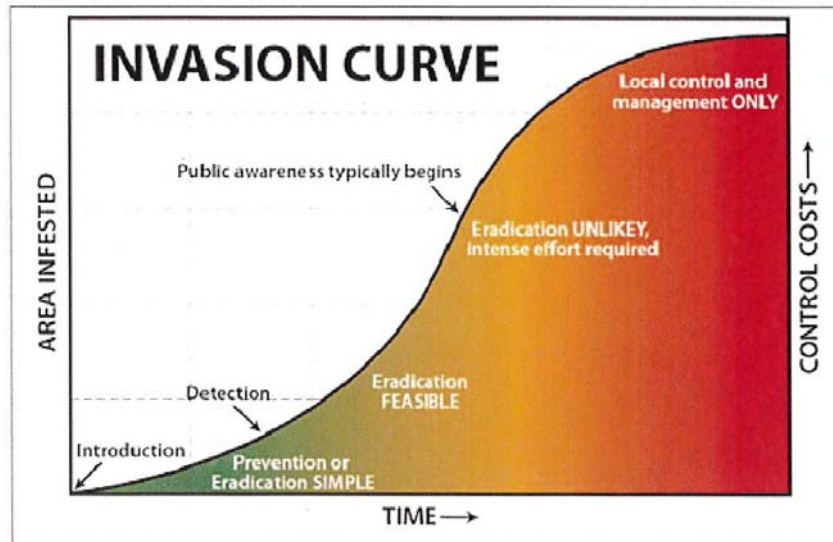 INVASION CURVE
Local control and
management ONLY
Public awareness typically begins
Eradication UNLIKEY,
intense effort required
Eradication
FEASIBLE
Detection
Introduction
Prevention or
Eradication SIMPLE
AREA INFESTED
CONTROL COSTS→
TIME→